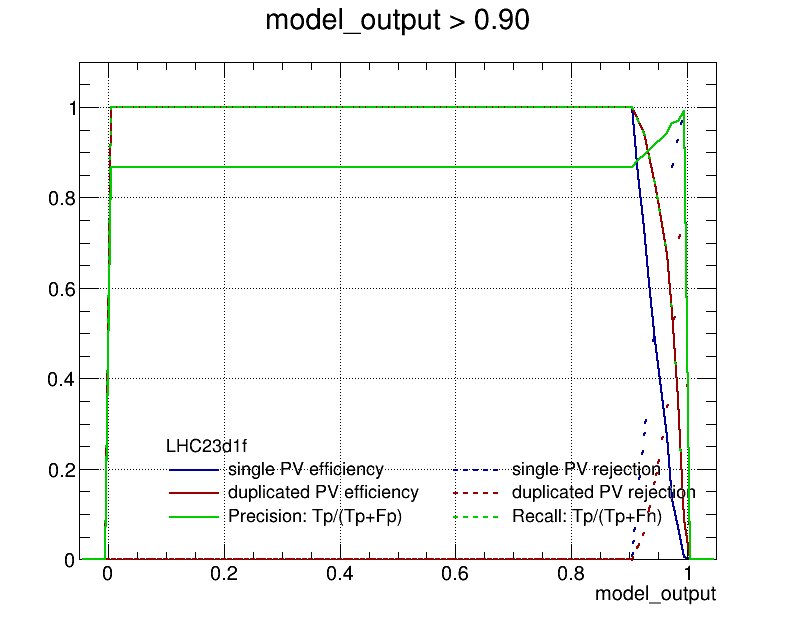 model_output > 0.90
1
0.8
0.6
0.4
0.2
0
LHC23d1f
single PV efficiency single PV rejection
duplicated PV efficiency duplicated PV rejection
Precision: Tp/(Tp+Fp) Recall: Tp/(Tp+Fn)
0 0.2 0.4 0.6 0.8 1
model_output